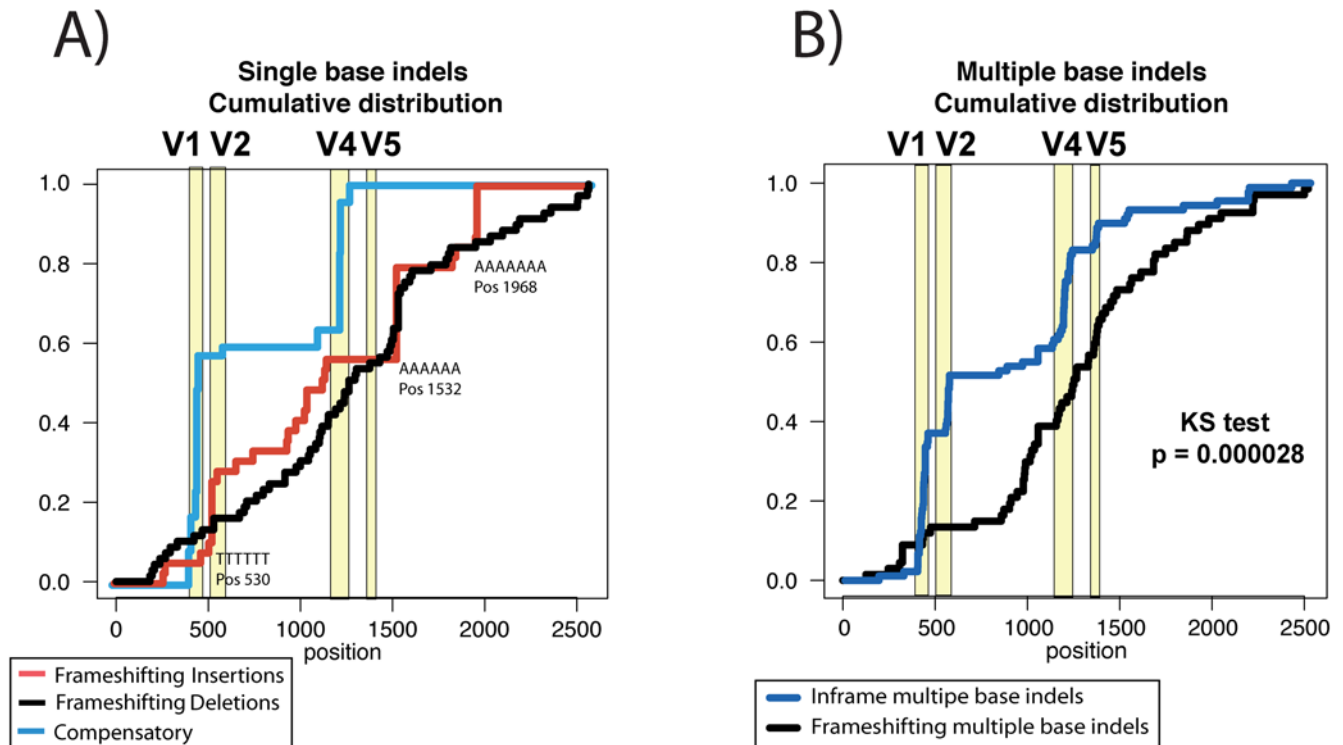 A)
Single base indels
Cumulative distribution
V1 V2 V4 V5
1.0
0.8
0.6
0.4
0.2
0.0
AAAAAAA
Pos 1968
AAAAAA
Pos 1532
TTTTTT
Pos 530
0 500 1000 1500 2000 2500
position
Frameshifting Insertions
Frameshifting Deletions
Compensatory
B)
Multiple base indels
Cumulative distribution
V1 V2 V4 V5
1.0
0.8
0.6
0.4
0.2
0.0
KS test
p = 0.000028
0 500 1000 1500 2000 2500
position
Inframe multipe base indels
Frameshifting multiple base indels